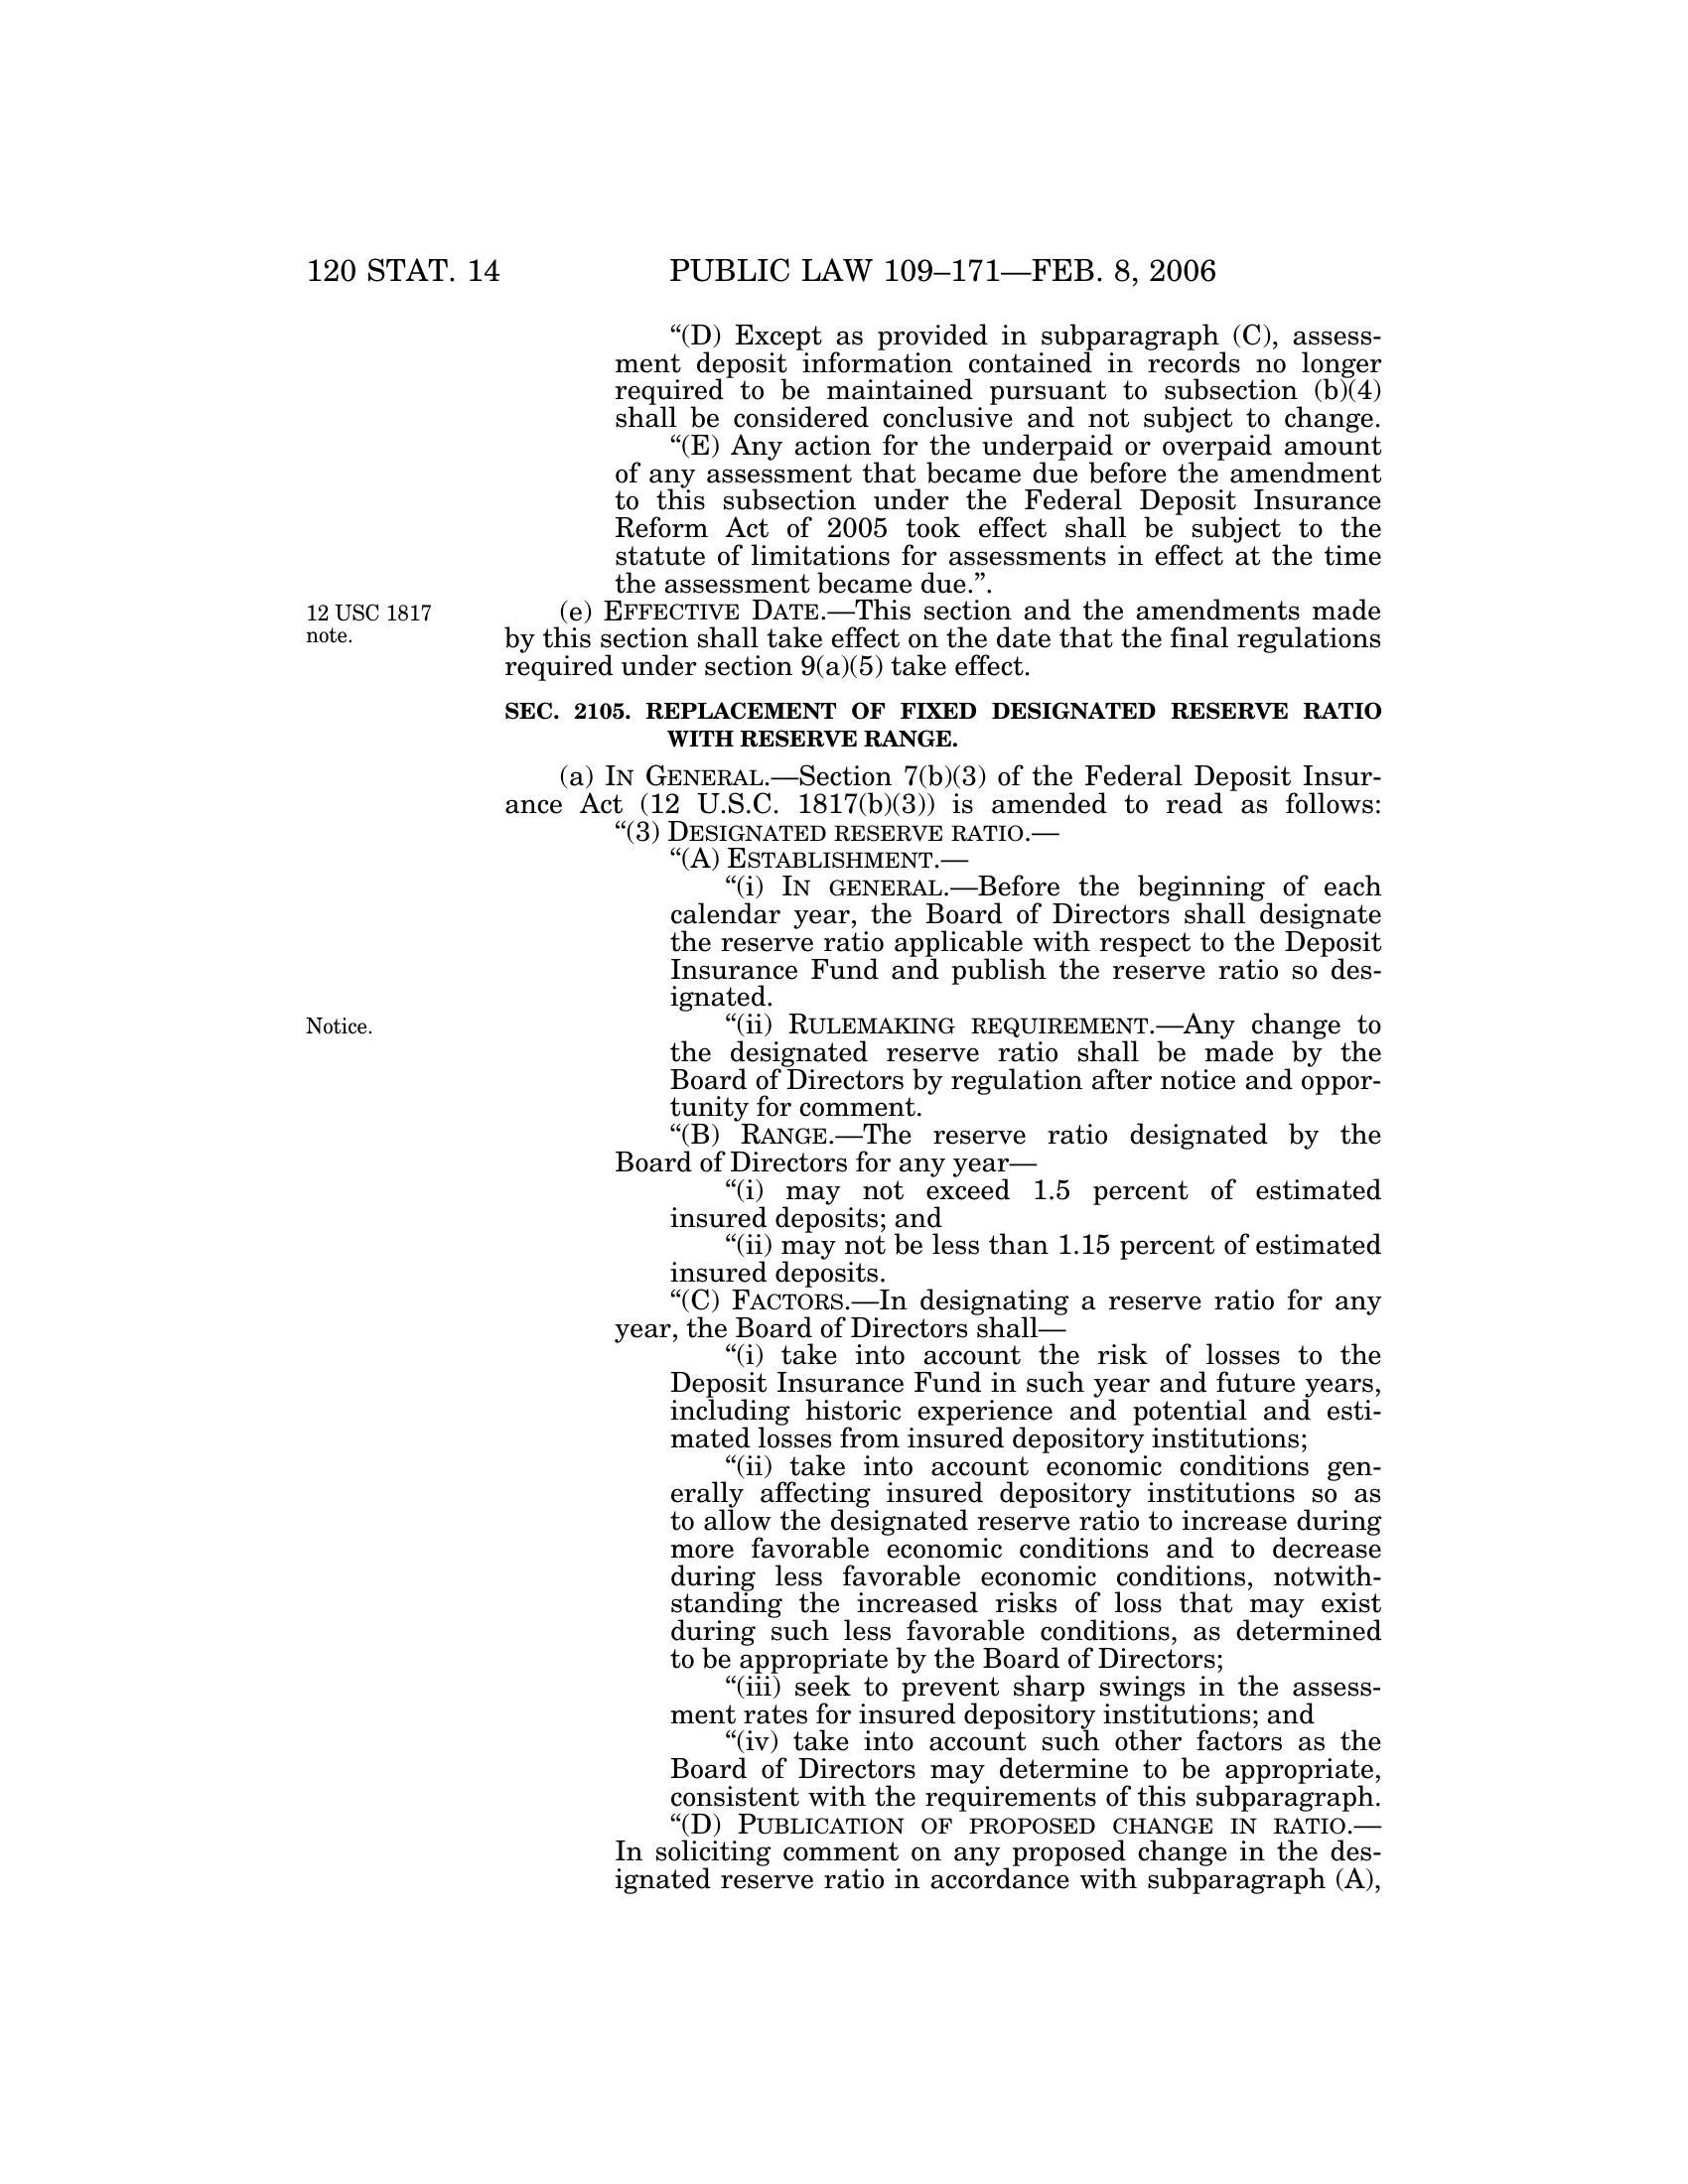 120 STAT. 14
PUBLIC LAW 109–171—FEB. 8, 2006
“(D) Except as provided in subparagraph (C), assess-
ment deposit information contained in records no longer
required to be maintained pursuant to subsection (b)(4)
shall be considered conclusive and not subject to change.
“(E) Any action for the underpaid or overpaid amount
of any assessment that became due before the amendment
to this subsection under the Federal Deposit Insurance
Reform Act of 2005 took effect shall be subject to the
statute of limitations for assessments in effect at the time
the assessment became due.”.
12 USC 1817
note.
(e) EFFECTIVE DATE.—This section and the amendments made
by this section shall take effect on the date that the final regulations
required under section 9(a)(5) take effect.
SEC. 2105. REPLACEMENT OF FIXED DESIGNATED RESERVE RATIO
WITH RESERVE RANGE.
(a) IN GENERAL.—Section 7(b)(3) of the Federal Deposit Insur-
ance Act (12 U.S.C. 1817(b)(3)) is amended to read as follows:
“(3) DESIGNATED RESERVE RATIO.—
“(A) ESTABLISHMENT.—
“(i) IN GENERAL.—Before the beginning of each
calendar year, the Board of Directors shall designate
the reserve ratio applicable with respect to the Deposit
Insurance Fund and publish the reserve ratio so des-
ignated.
Notice.
“(ii) RULEMAKING REQUIREMENT.—Any change to
the designated reserve ratio shall be made by the
Board of Directors by regulation after notice and oppor-
tunity for comment.
“(B) RANGE.—The reserve ratio designated by the
Board of Directors for any year—
“(i) may not exceed 1.5 percent of estimated
insured deposits; and
“(ii) may not be less than 1.15 percent of estimated
insured deposits.
“(C) FACTORS.—In designating a reserve ratio for any
year, the Board of Directors shall—
“(i) take into account the risk of losses to the
Deposit Insurance Fund in such year and future years,
including historic experience and potential and esti-
mated losses from insured depository institutions;
“(ii) take into account economic conditions gen-
erally affecting insured depository institutions so as
to allow the designated reserve ratio to increase during
more favorable economic conditions and to decrease
during less favorable economic conditions, notwith-
standing the increased risks of loss that may exist
during such less favorable conditions, as determined
to be appropriate by the Board of Directors;
“(iii) seek to prevent sharp swings in the assess-
ment rates for insured depository institutions; and
“(iv) take into account such other factors as the
Board of Directors may determine to be appropriate,
consistent with the requirements of this subparagraph.
“(D) PUBLICATION OF PROPOSED CHANGE IN RATIO.—
In soliciting comment on any proposed change in the des-
ignated reserve ratio in accordance with subparagraph (A),